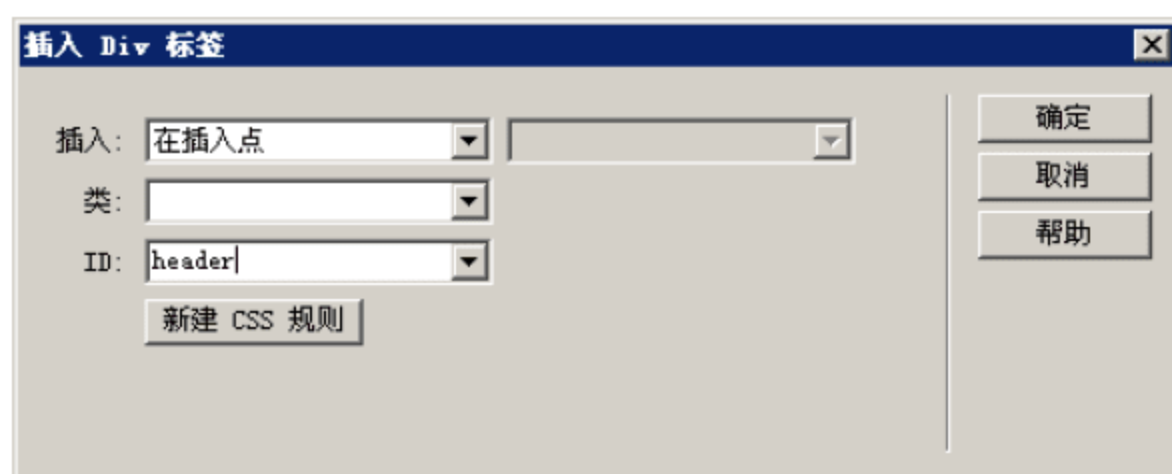 插入 Div 标签
插入: 在插入点
确定
取消
类:
帮助
ID: header
新建 CSS 规则